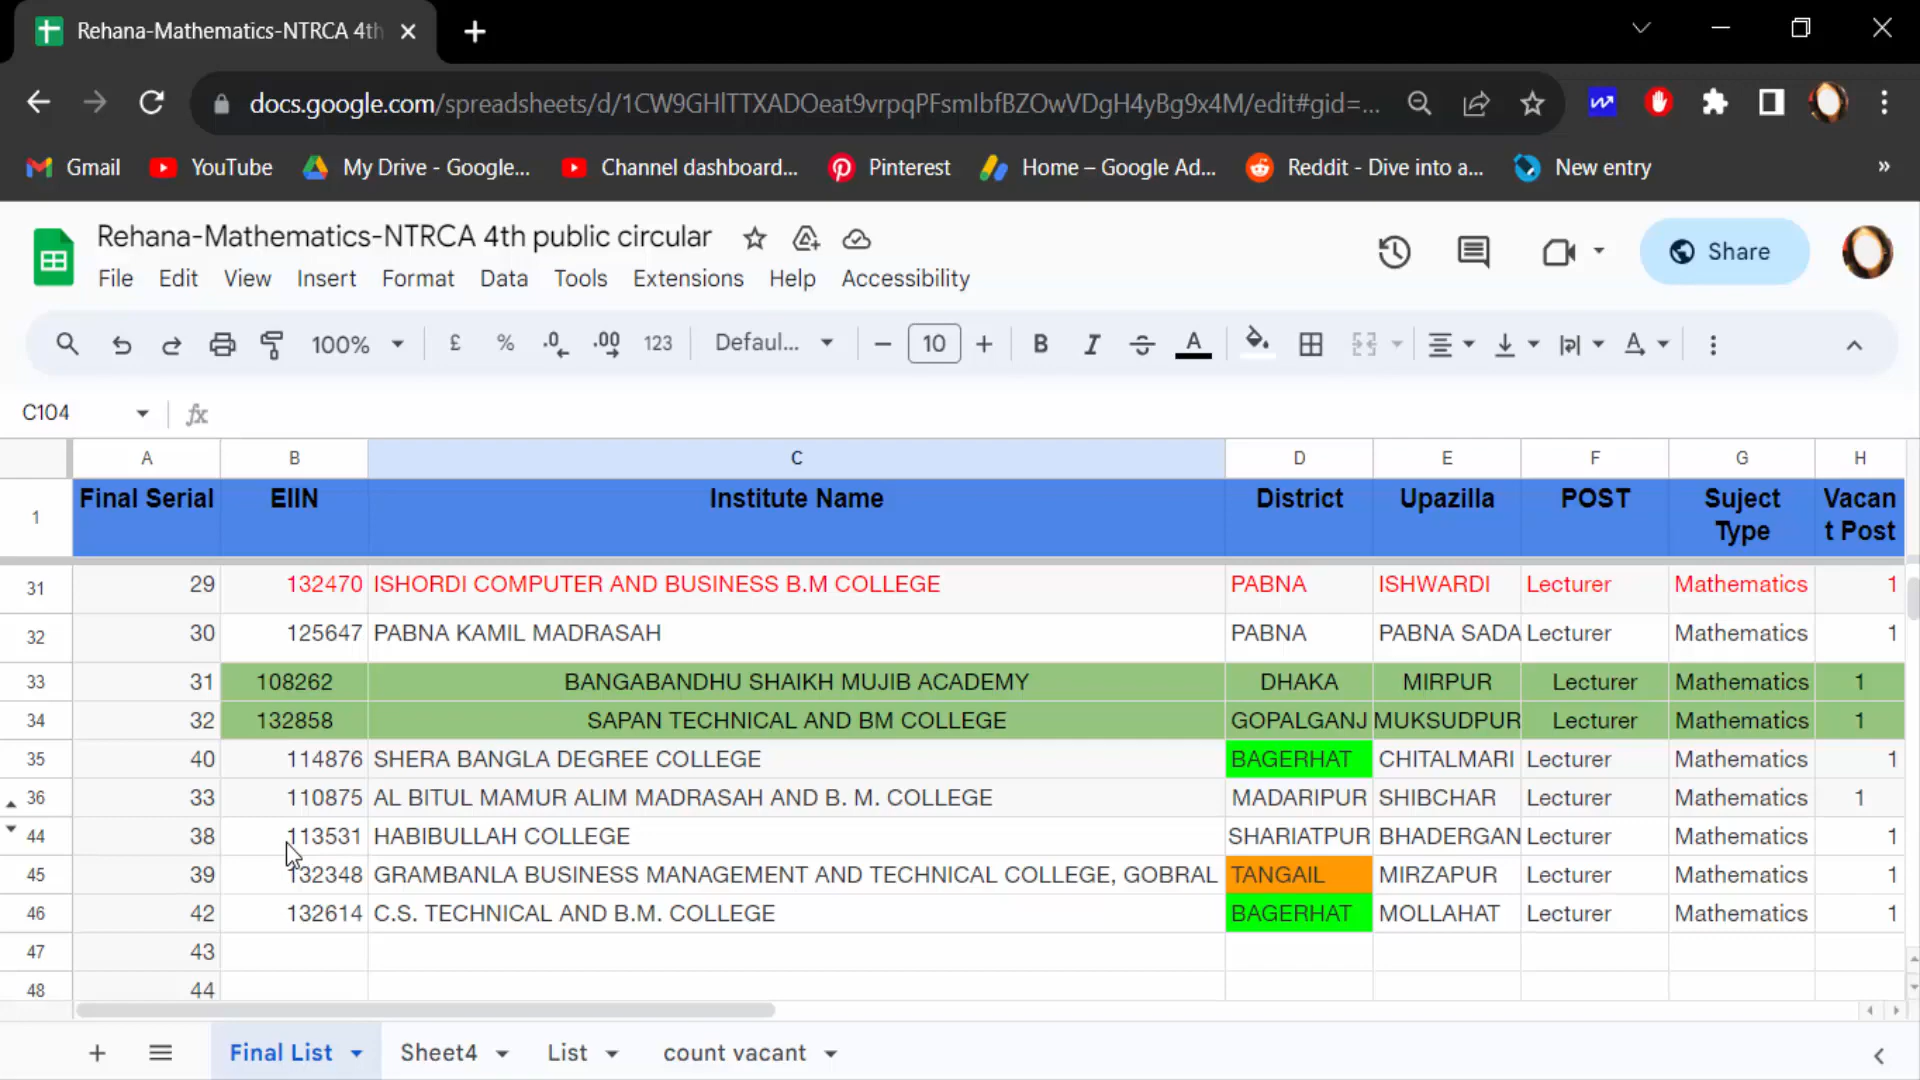 Rehana-Mathematics-NTRCA 4th
docs.google.com/spreadsheets/d/1CW9GHlTTXADOeat9vrpqPFsmIbfBZOwVDgH4yBg9x4M/edit#gid=...
Gmail YouTube My Drive - Google... Channel dashboard... Pinterest Home – Google Ad... Reddit - Dive into a... New entry »
Rehana-Mathematics-NTRCA 4th public circular
Share
File Edit View Insert Format Data Tools Extensions Help Accessibility
100% £ % .0 .00 123 Defaul... 10 B I S A A
C104 fx
A B C D E F G H
1 Final Serial EIIN Institute Name District Upazilla POST Suject Type Vacan t Post
31 29 132470 ISHORDI COMPUTER AND BUSINESS B.M COLLEGE PABNA ISHWARDI Lecturer Mathematics 1
32 30 125647 PABNA KAMIL MADRASAH PABNA PABNA SADA Lecturer Mathematics 1
33 31 108262 BANGABANDHU SHAIKH MUJIB ACADEMY DHAKA MIRPUR Lecturer Mathematics 1
34 32 132858 SAPAN TECHNICAL AND BM COLLEGE GOPALGANJ MUKSUDPUR Lecturer Mathematics 1
35 40 114876 SHERA BANGLA DEGREE COLLEGE BAGERHAT CHITALMARI Lecturer Mathematics 1
36 33 110875 AL BITUL MAMUR ALIM MADRASAH AND B. M. COLLEGE MADARIPUR SHIBCHAR Lecturer Mathematics 1
44 38 113531 HABIBULLAH COLLEGE SHARIATPUR BHADERGAN Lecturer Mathematics 1
45 39 132348 GRAMBANLA BUSINESS MANAGEMENT AND TECHNICAL COLLEGE, GOBRAL TANGAIL MIRZAPUR Lecturer Mathematics 1
46 42 132614 C.S. TECHNICAL AND B.M. COLLEGE BAGERHAT MOLLAHAT Lecturer Mathematics 1
47 43
48 44
Final List Sheet4 List count vacant